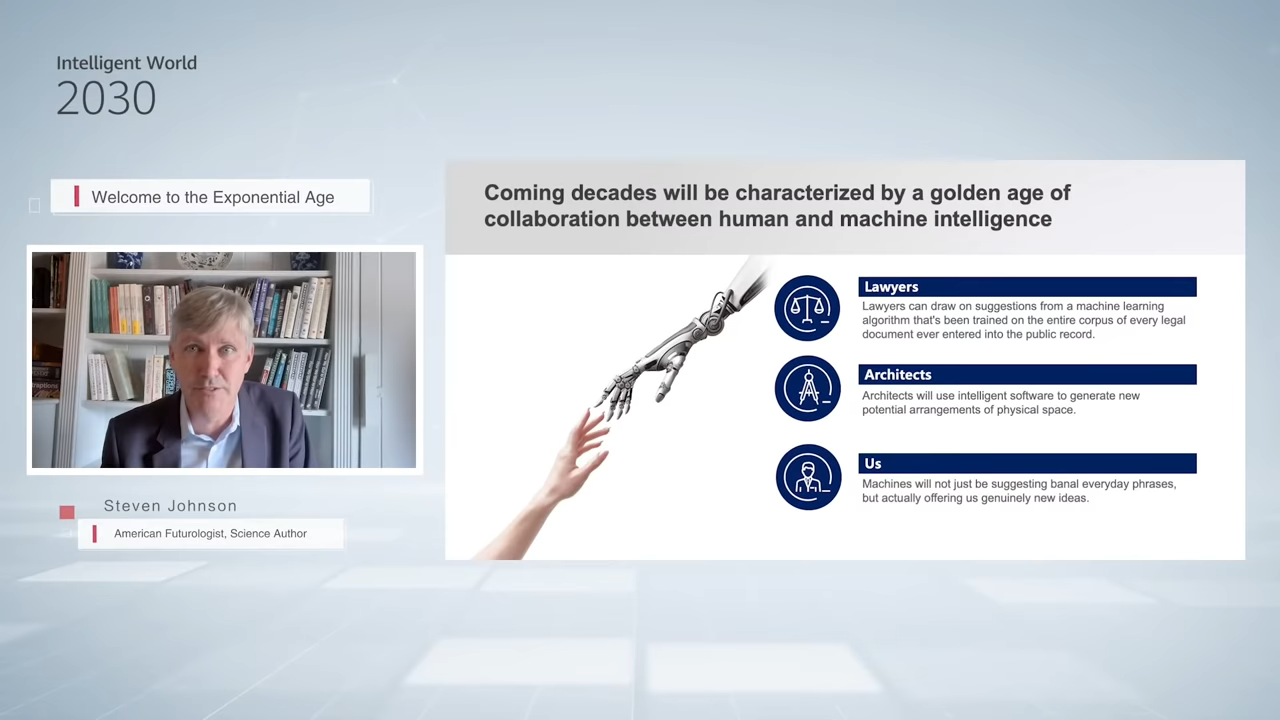 Intelligent World
2030
Welcome to the Exponential Age
Steven Johnson
American Futurologist, Science Author
Coming decades will be characterized by a golden age of
collaboration between human and machine intelligence
Lawyers
Lawyers can draw on suggestions from a machine learning
algorithm that's been trained on the entire corpus of every legal
document ever entered into the public record.
Architects
Architects will use intelligent software to generate new
potential arrangements of physical space.
Us
Machines will not just be suggesting banal everyday phrases,
but actually offering us genuinely new ideas.